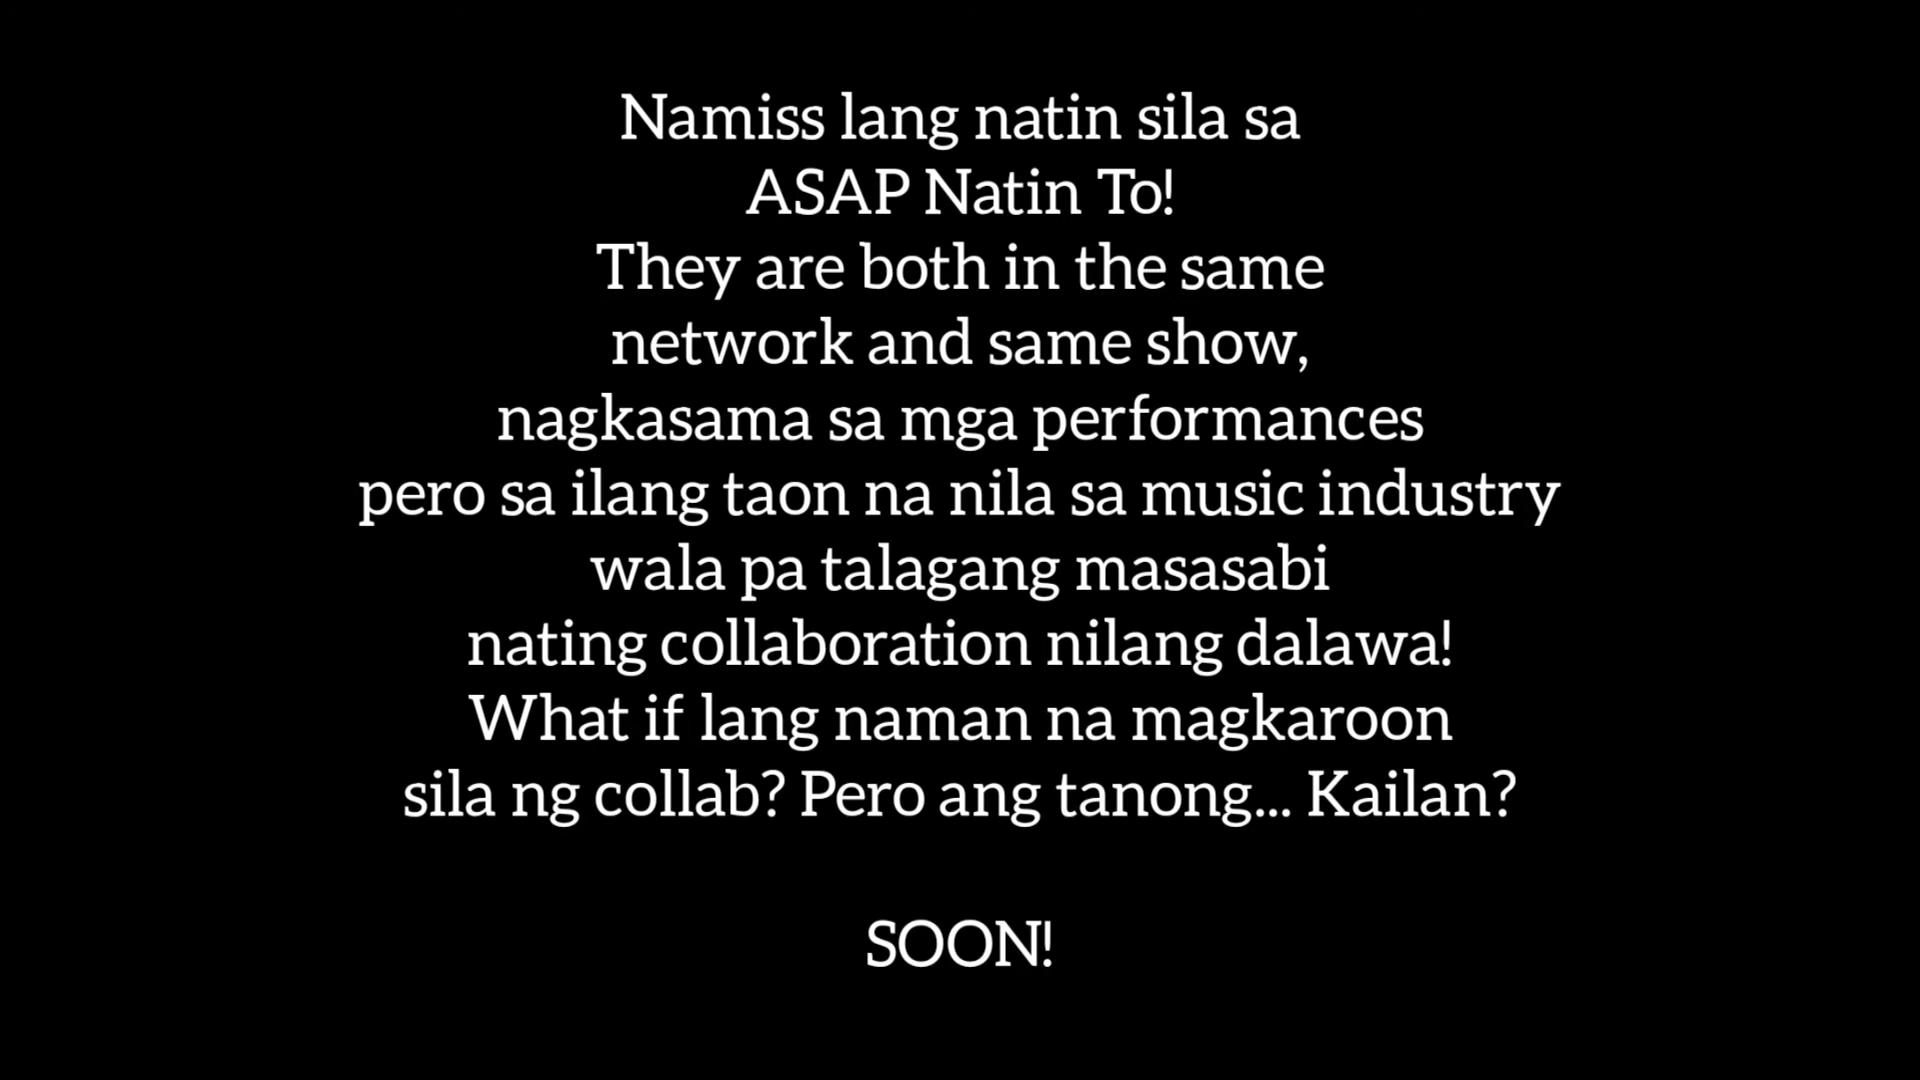 Namiss lang natin sila sa
ASAP Natin To!
They are both in the same
network and same show,
nagkasama sa mga performances
pero sa ilang taon na nila sa music industry
wala pa talagang masasabi
nating collaboration nilang dalawa!
What if lang naman na magkaroon
sila ng collab? Pero ang tanong... Kailan?
SOON!